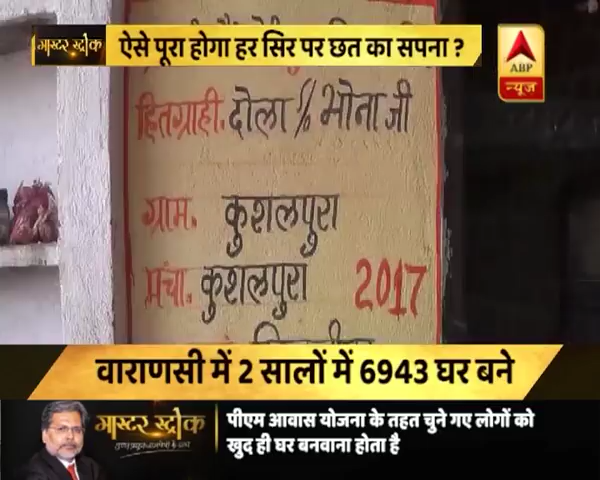 मास्टर स्ट्रोक
ऐसे पूरा होगा हर सिर पर छत का सपना ?
ABP
न्यूज़
हितग्राही. दोला S/o भोना जी
ग्राम. कुशलपुरा
पंचा. कुशलपुरा 2017
वाराणसी में 2 सालों में 6943 घर बने
मास्टर स्ट्रोक
पीएम आवास योजना के तहत चुने गए लोगों को
खुद ही घर बनवाना होता है